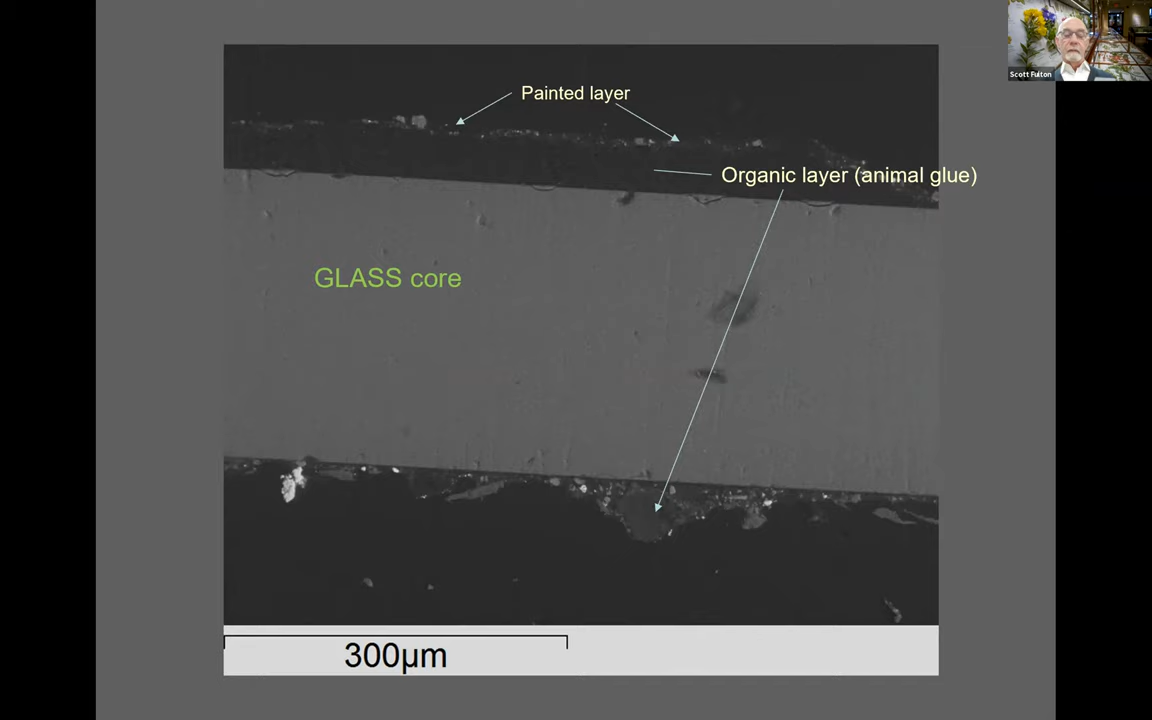 Painted layer
Organic layer (animal glue)
GLASS core
300µm
Scott Fulton